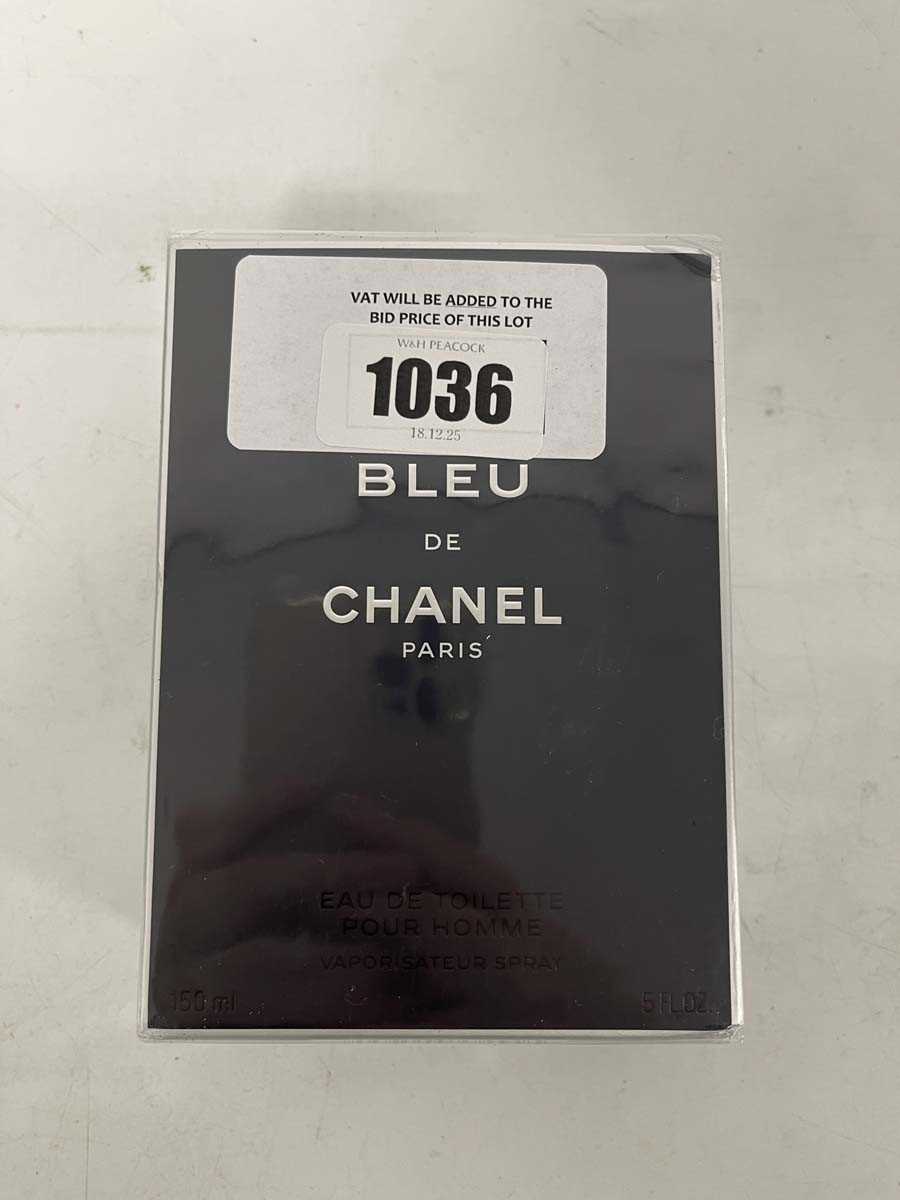 VAT WILL BE ADDED TO THE
BID PRICE OF THIS LOT
W&H PEACOCK
1036
18.12.25
BLEU
DE
CHANEL
PARIS
EAU DE TOILETTE
POUR HOMME
VAPORISATEUR SPRAY
150 ml 5 FL.OZ.